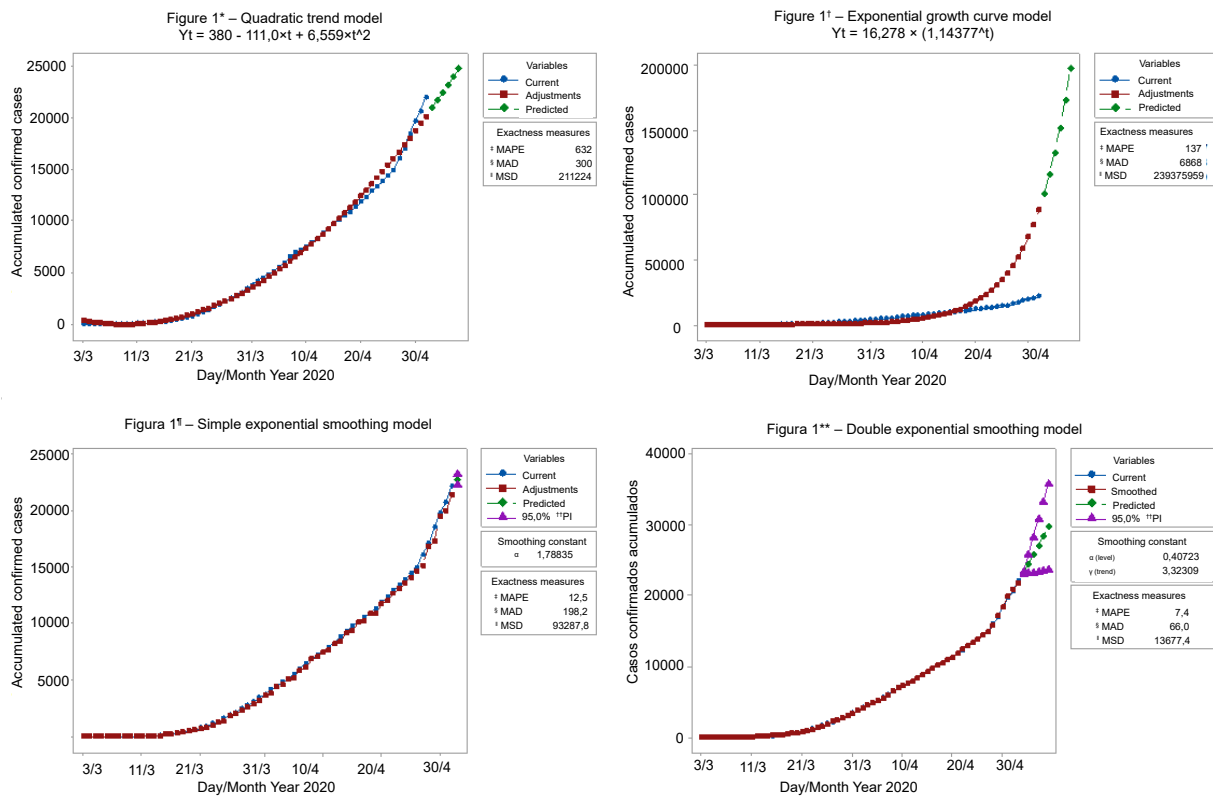 Figure 1* – Quadratic trend model
Yt = 380 - 111,0×t + 6,559×t^2
Accumulated confirmed cases
25000
20000
15000
10000
5000
0
3/3 11/3 21/3 31/3 10/4 20/4 30/4
Day/Month Year 2020
Variables
Current
Adjustments
Predicted
Exactness measures
‡ MAPE 632
§ MAD 300
‖ MSD 211224
Figure 1† – Exponential growth curve model
Yt = 16,278 × (1,14377^t)
Accumulated confirmed cases
200000
150000
100000
50000
0
3/3 11/3 21/3 31/3 10/4 20/4 30/4
Day/Month Year 2020
Variables
Current
Adjustments
Predicted
Exactness measures
‡ MAPE 137
§ MAD 6868
‖ MSD 239375959
Figura 1¶ – Simple exponential smoothing model
Accumulated confirmed cases
25000
20000
15000
10000
5000
3/3 11/3 21/3 31/3 10/4 20/4 30/4
Day/Month Year 2020
Variables
Current
Adjustments
Predicted
95,0% ††PI
Smoothing constant
α 1,78835
Exactness measures
‡ MAPE 12,5
§ MAD 198,2
‖ MSD 93287,8
Figura 1** – Double exponential smoothing model
Casos confirmados acumulados
40000
30000
20000
10000
0
3/3 11/3 21/3 31/3 10/4 20/4 30/4
Day/Month Year 2020
Variables
Current
Smoothed
Predicted
95,0% ††PI
Smoothing constant
α (level) 0,40723
γ (trend) 3,32309
Exactness measures
‡ MAPE 7,4
§ MAD 66,0
‖ MSD 13677,4